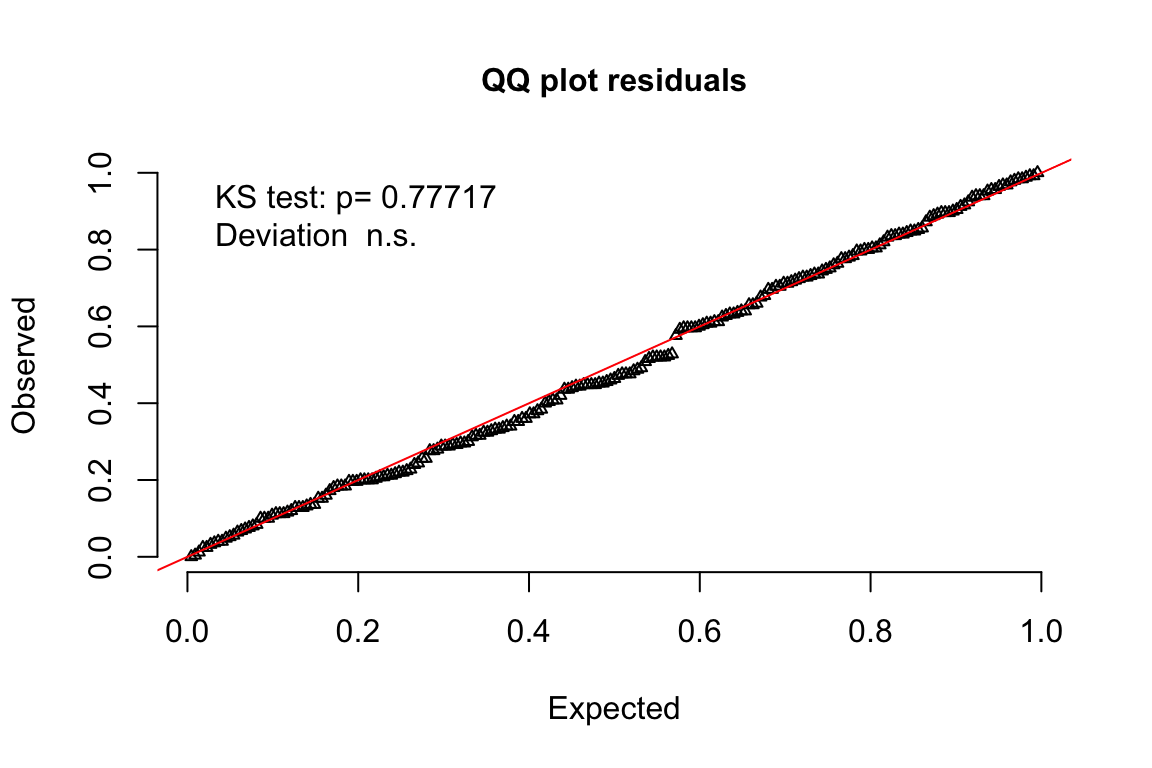 QQ plot residuals
KS test: p= 0.77717
Deviation  n.s.
Observed
1.0
0.8
0.6
0.4
0.2
0.0
0.0 0.2 0.4 0.6 0.8 1.0
Expected